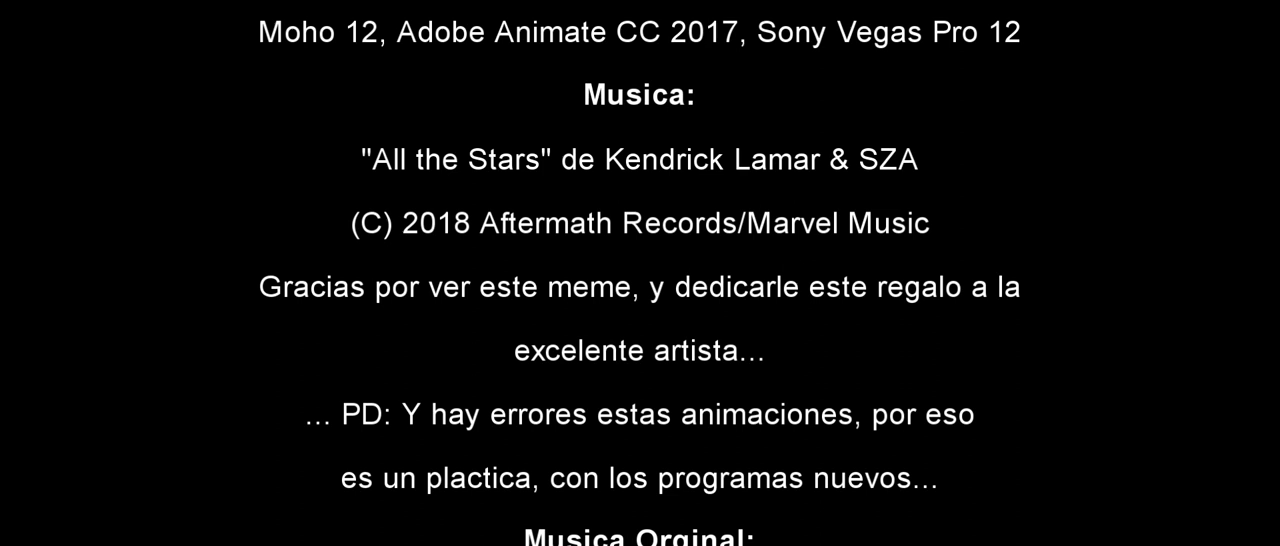 Moho 12, Adobe Animate CC 2017, Sony Vegas Pro 12
Musica:
"All the Stars" de Kendrick Lamar & SZA
(C) 2018 Aftermath Records/Marvel Music
Gracias por ver este meme, y dedicarle este regalo a la
excelente artista...
... PD: Y hay errores estas animaciones, por eso
es un plactica, con los programas nuevos...
Musica Orginal: